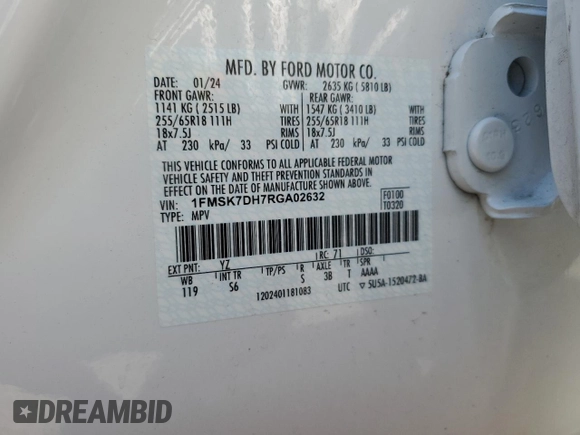 MFD. BY FORD MOTOR CO.
DATE: 01/24 GVWR: 2635 KG ( 5810 LB)
FRONT GAWR: REAR GAWR:
1141 KG ( 2515 LB) WITH 1547 KG ( 3410 LB) WITH
255/65R18 111H TIRES 255/65R18 111H TIRES
18x7.5J RIMS 18x7.5J RIMS
AT 230 kPa/ 33 PSI COLD AT 230 kPa/ 33 PSI COLD
THIS VEHICLE CONFORMS TO ALL APPLICABLE FEDERAL MOTOR
VEHICLE SAFETY AND THEFT PREVENTION STANDARDS IN
EFFECT ON THE DATE OF MANUFACTURE SHOWN ABOVE.
VIN: 1FMSK7DH7RGA02632 F0100
TYPE: MPV T0320
EXT PNT: YZ RC: 71 DSO:
WB INT TR TP/PS R AXLE TR SPR
119 S6 S 3B T AAAA
1202401181083 UTC 5U5A-1520472-BA
DREAMBID